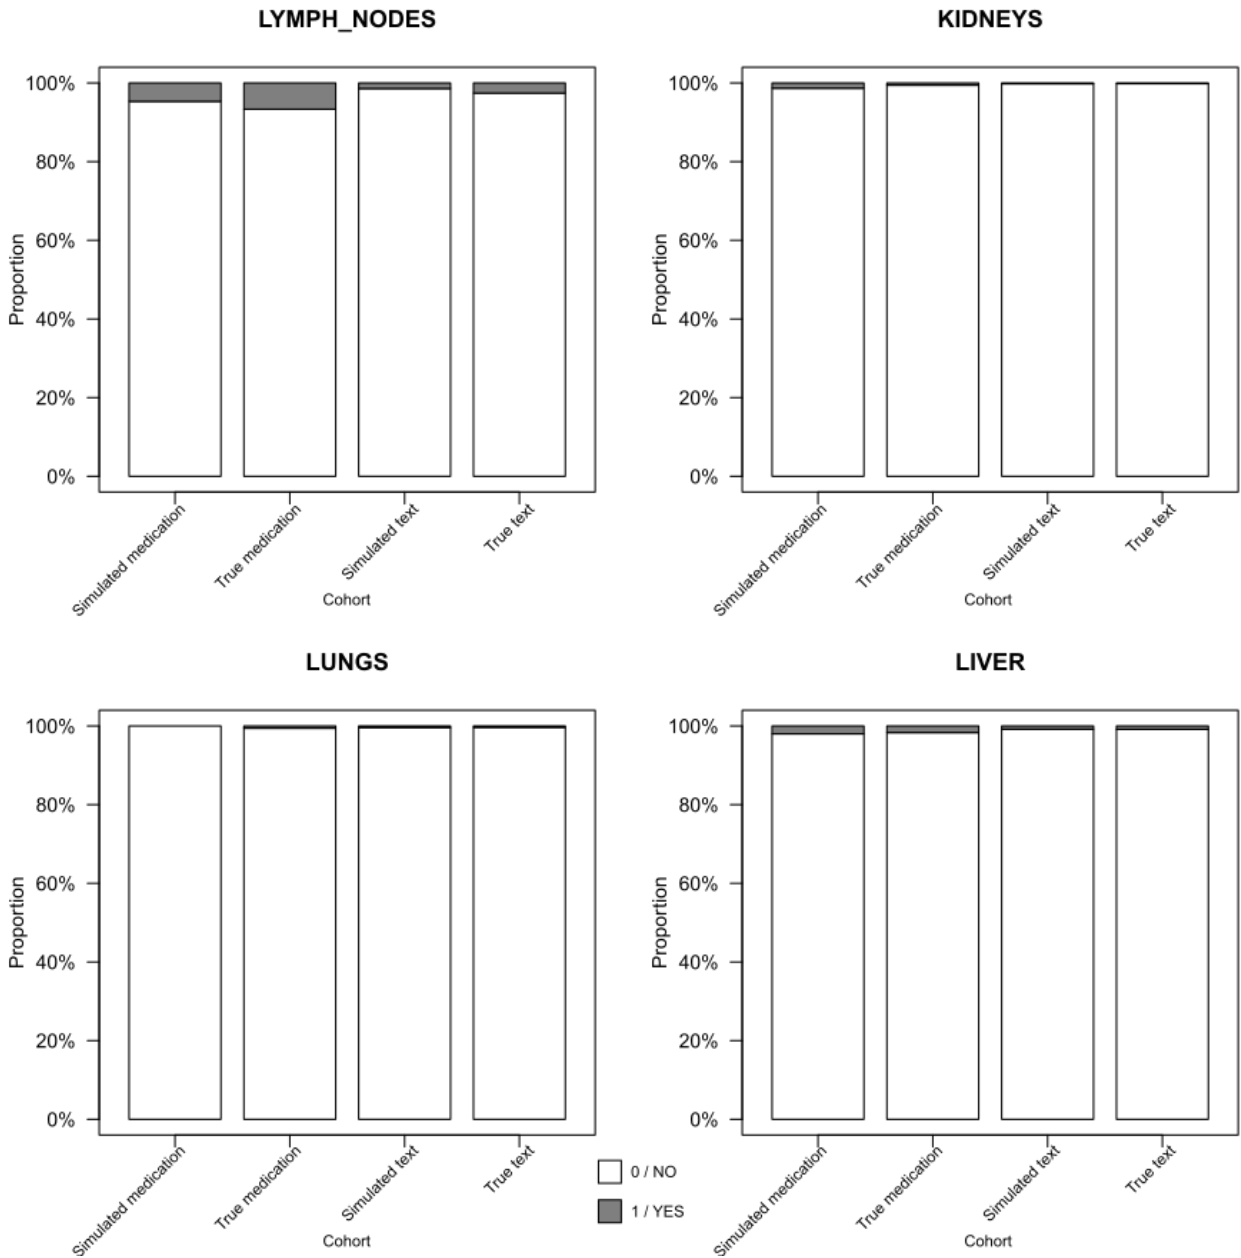 LYMPH_NODES
100%
80%
60%
40%
20%
0%
Proportion
Simulated medication
True medication
Simulated text
True text
Cohort
KIDNEYS
100%
80%
60%
40%
20%
0%
Proportion
Simulated medication
True medication
Simulated text
True text
Cohort
LUNGS
100%
80%
60%
40%
20%
0%
Proportion
Simulated medication
True medication
Simulated text
True text
Cohort
0 / NO
1 / YES
LIVER
100%
80%
60%
40%
20%
0%
Proportion
Simulated medication
True medication
Simulated text
True text
Cohort